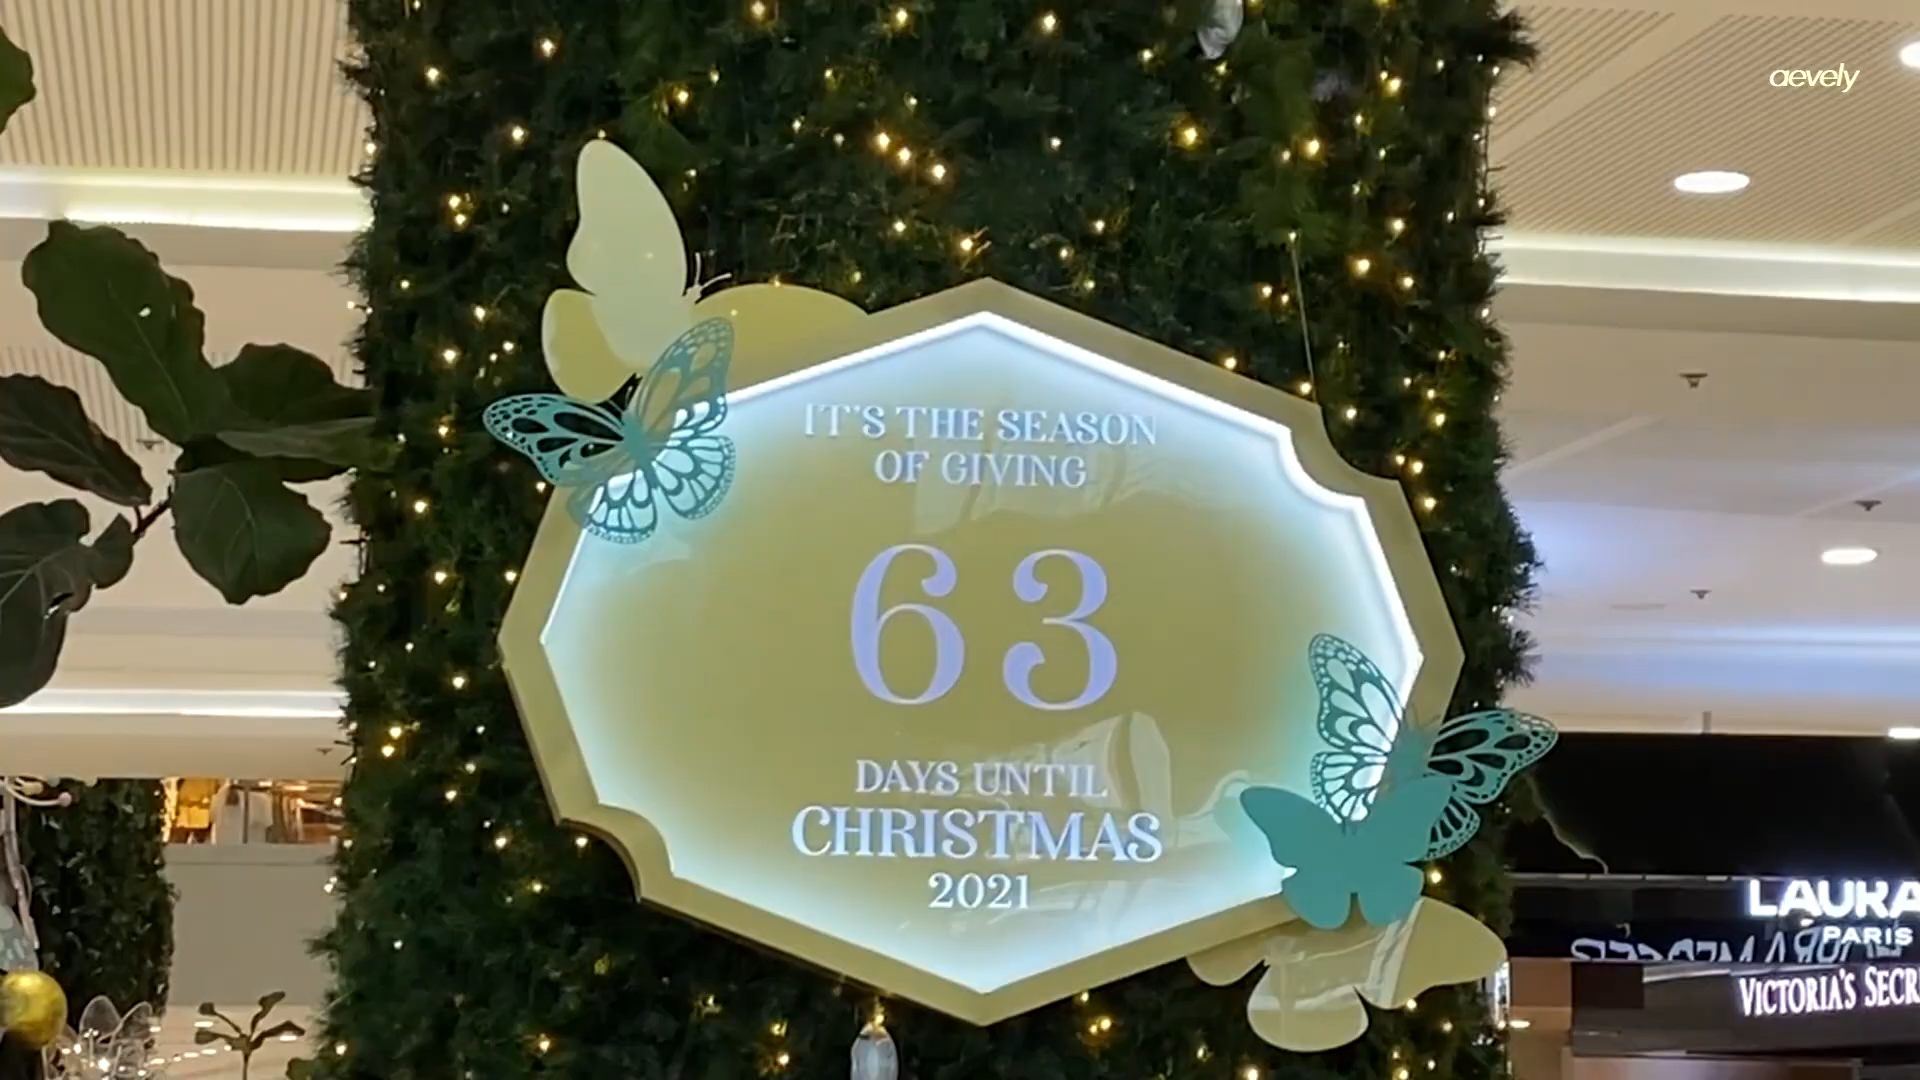 aevely
IT'S THE SEASON
OF GIVING
63
DAYS UNTIL
CHRISTMAS
2021
LAURA
PARIS
VICTORIA'S SECR